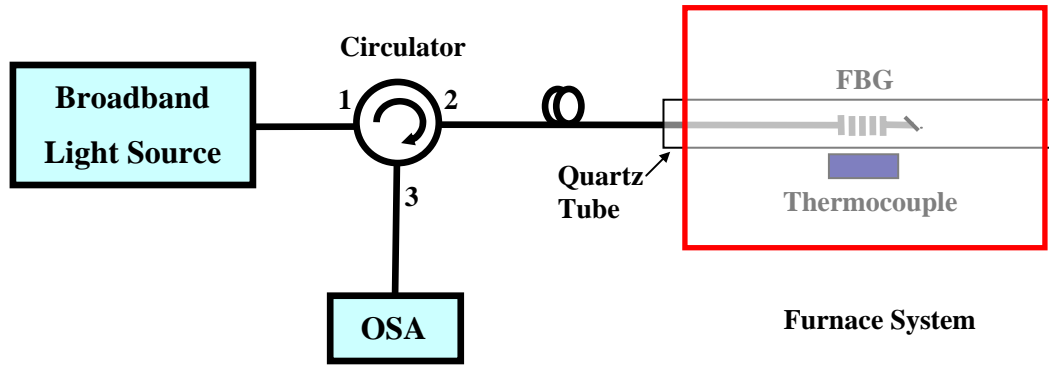 Circulator
Broadband
Light Source
1
2
3
FBG
Quartz
Tube
Thermocouple
OSA
Furnace System